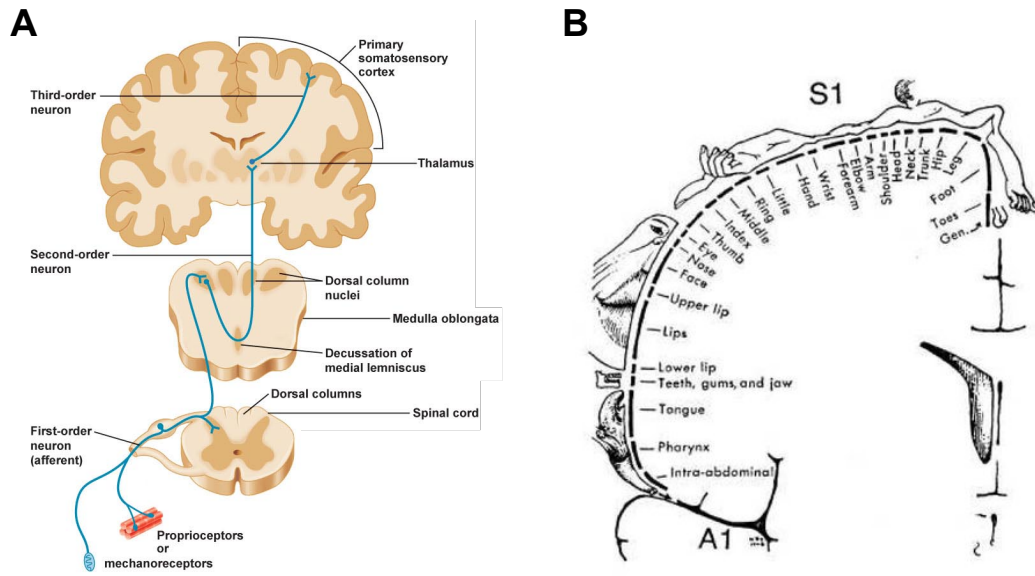 A
Primary
somatosensory
cortex
Third-order
neuron
Thalamus
Second-order
neuron
Dorsal column
nuclei
Medulla oblongata
Decussation of
medial lemniscus
Dorsal columns
Spinal cord
First-order
neuron
(afferent)
Proprioceptors
or
mechanoreceptors
B
S1
Gen.
Toes
Foot
Leg
Hip
Trunk
Neck
Head
Shoulder
Arm
Elbow
Forearm
Wrist
Hand
Little
Ring
Middle
Index
Thumb
Eye
Nose
Face
Upper lip
Lips
Lower lip
Teeth, gums, and jaw
Tongue
Pharynx
Intra-abdominal
A1